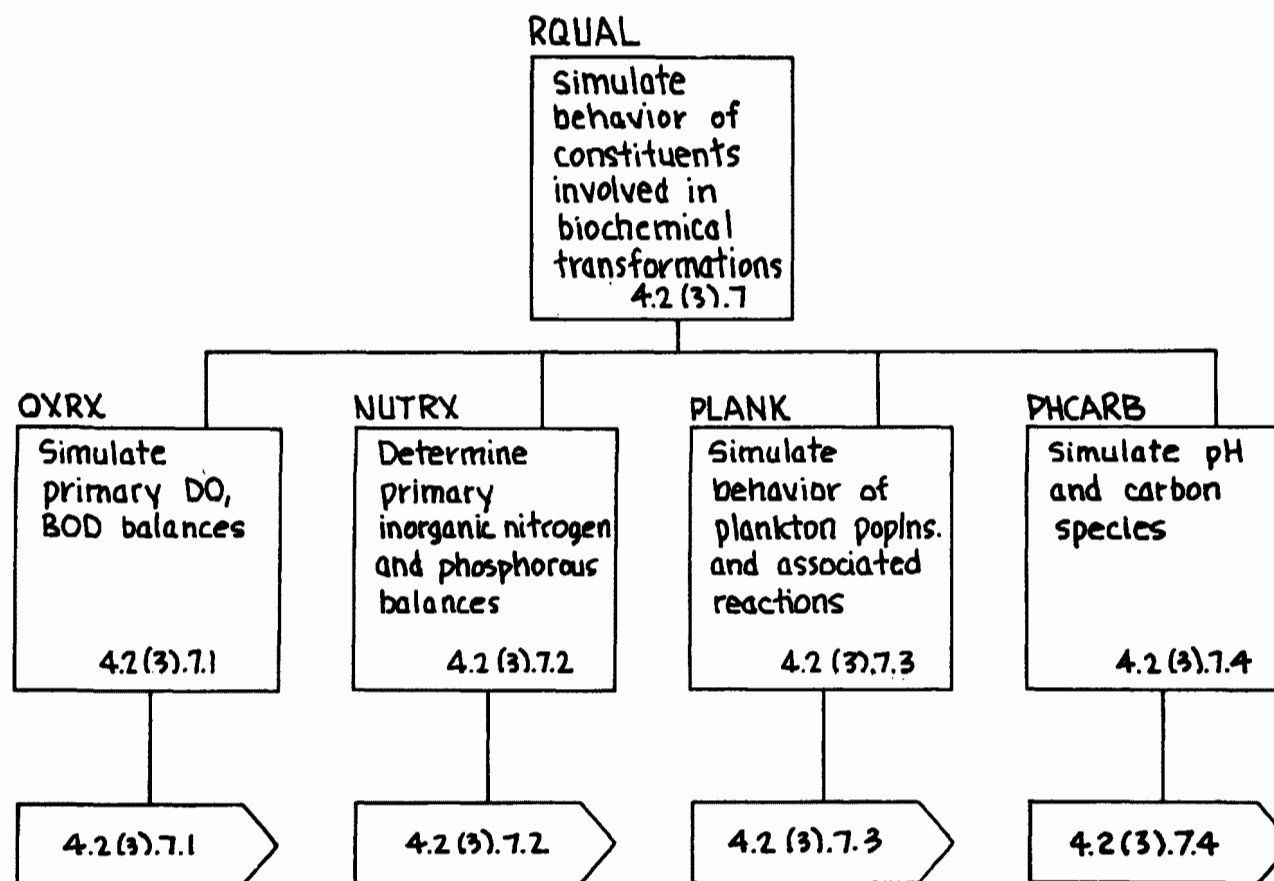 RQUAL
Simulate
behavior of
constituents
involved in
biochemical
transformations
4.2(3).7
OXRX
Simulate
primary DO,
BOD balances
4.2(3).7.1
NUTRX
Determine
primary
inorganic nitrogen
and phosphorous
balances
4.2(3).7.2
PLANK
Simulate
behavior of
plankton poplns.
and associated
reactions
4.2(3).7.3
PHCARB
Simulate pH
and carbon
species
4.2(3).7.4
4.2(3).7.1
4.2(3).7.2
4.2(3).7.3
4.2(3).7.4